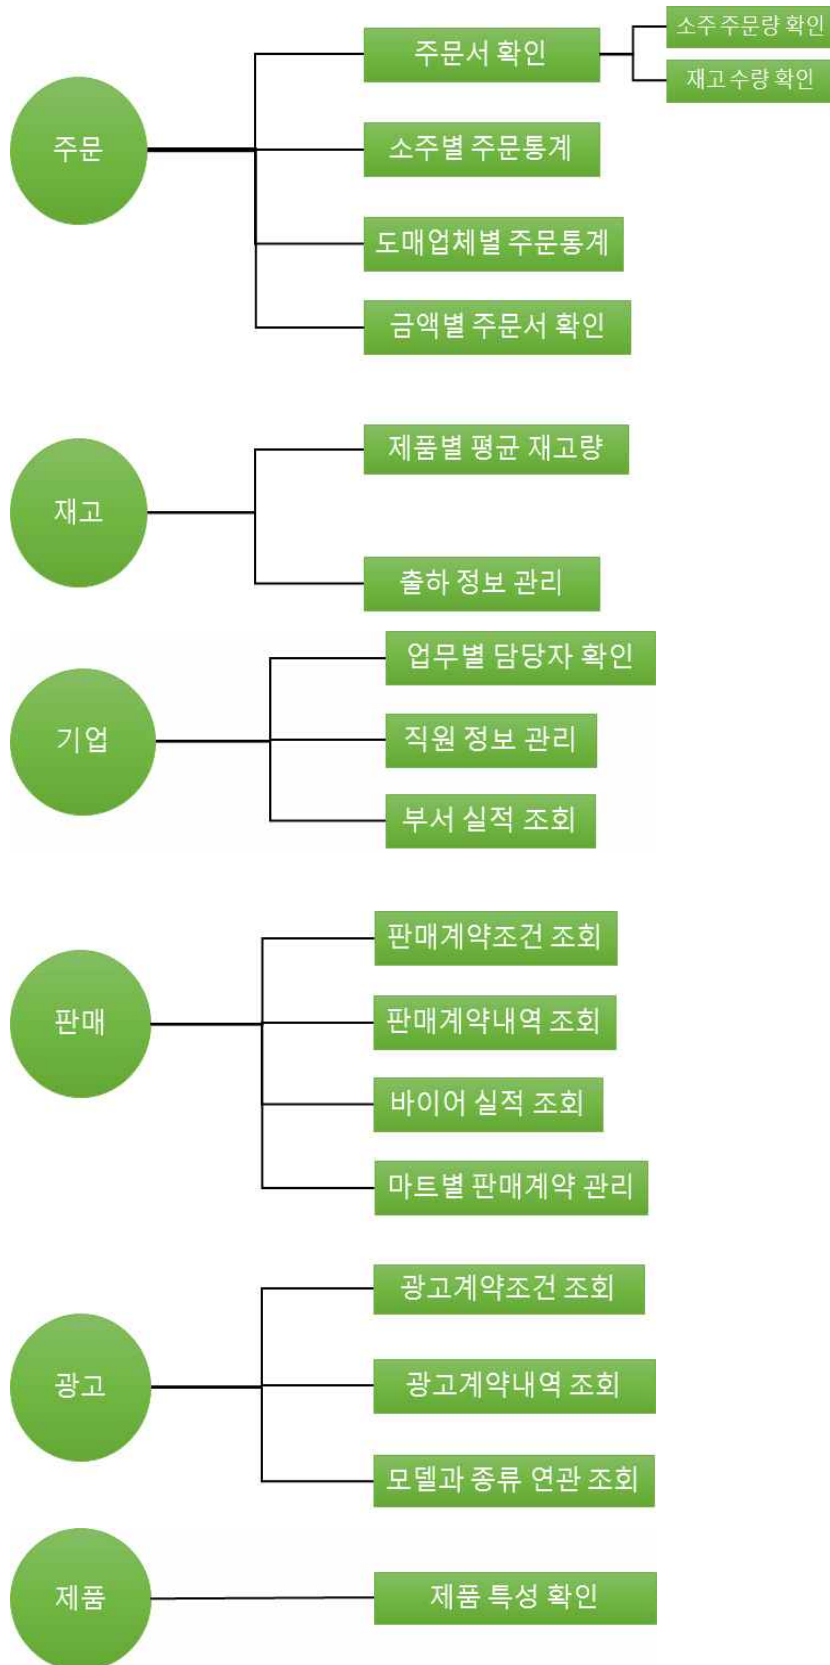 주문
주문서 확인
소주 주문량 확인
재고 수량 확인
소주별 주문통계
도매업체별 주문통계
금액별 주문서 확인
재고
제품별 평균 재고량
출하 정보 관리
기업
업무별 담당자 확인
직원 정보 관리
부서 실적 조회
판매
판매계약조건 조회
판매계약내역 조회
바이어 실적 조회
마트별 판매계약 관리
광고
광고계약조건 조회
광고계약내역 조회
모델과 종류 연관 조회
제품
제품 특성 확인